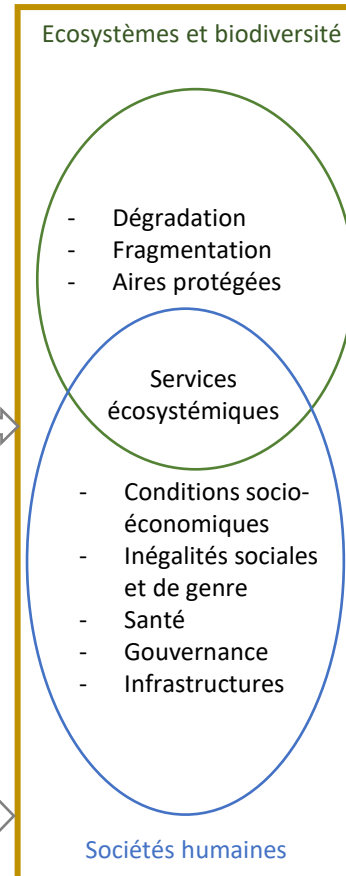 Ecosystèmes et biodiversité
- Dégradation
- Fragmentation
- Aires protégées
Services
écosystémiques
- Conditions socio-
économiques
- Inégalités sociales
et de genre
- Santé
- Gouvernance
- Infrastructures
Sociétés humaines